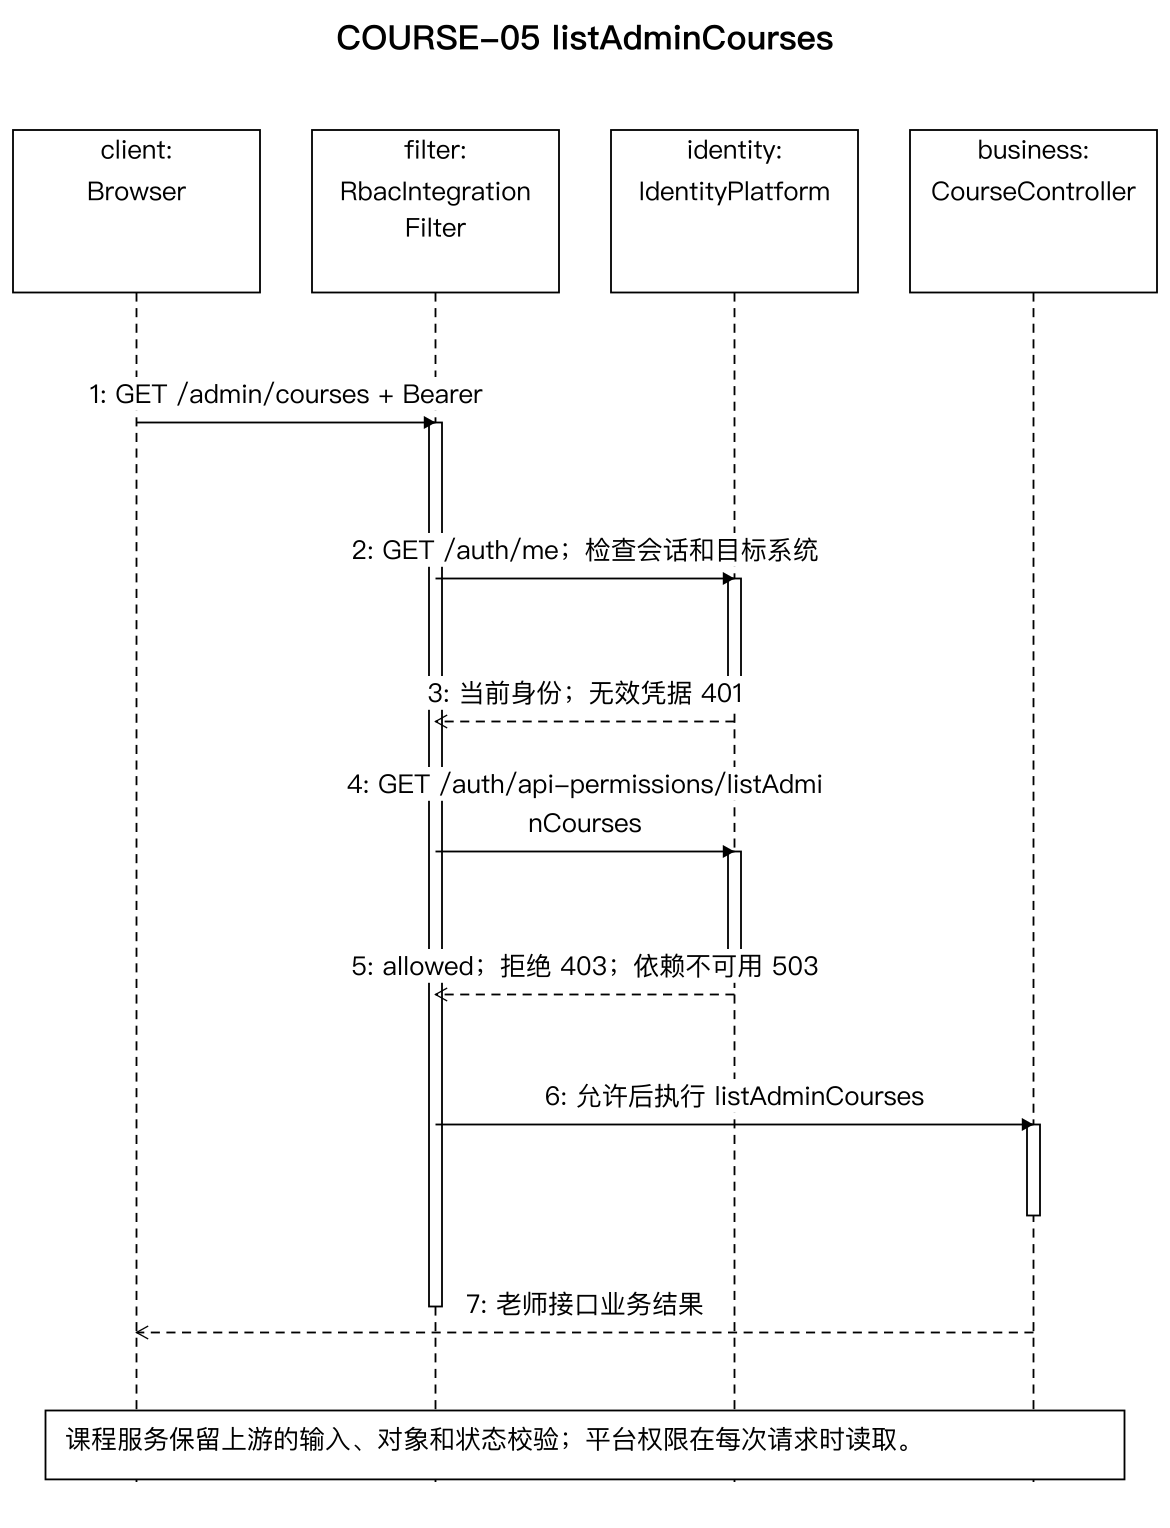 COURSE-05 listAdminCourses
client:
Browser
filter:
RbacIntegration
Filter
identity:
IdentityPlatform
business:
CourseController
1: GET /admin/courses + Bearer
2: GET /auth/me；检查会话和目标系统
3: 当前身份；无效凭据 401
4: GET /auth/api-permissions/listAdmi
nCourses
5: allowed；拒绝 403；依赖不可用 503
6: 允许后执行 listAdminCourses
7: 老师接口业务结果
课程服务保留上游的输入、对象和状态校验；平台权限在每次请求时读取。